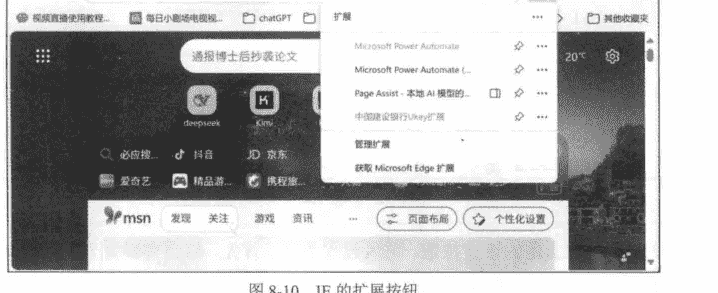 视频直播使用教程... 每日小剧场电视视... chatGPT 其他收藏夹
扩展
通报博士后抄袭论文
20℃
Microsoft Power Automate
Microsoft Power Automate (...
Page Assist - 本地 AI 模型的...
中国建设银行Ukey扩展
管理扩展
获取 Microsoft Edge 扩展
deepseek
Kimi
必应搜... 抖音 JD 京东
爱奇艺 精品游... 携程旅...
msn 发现 关注 游戏 资讯 ... 页面布局 个性化设置
图 8-10 IE 的扩展按钮